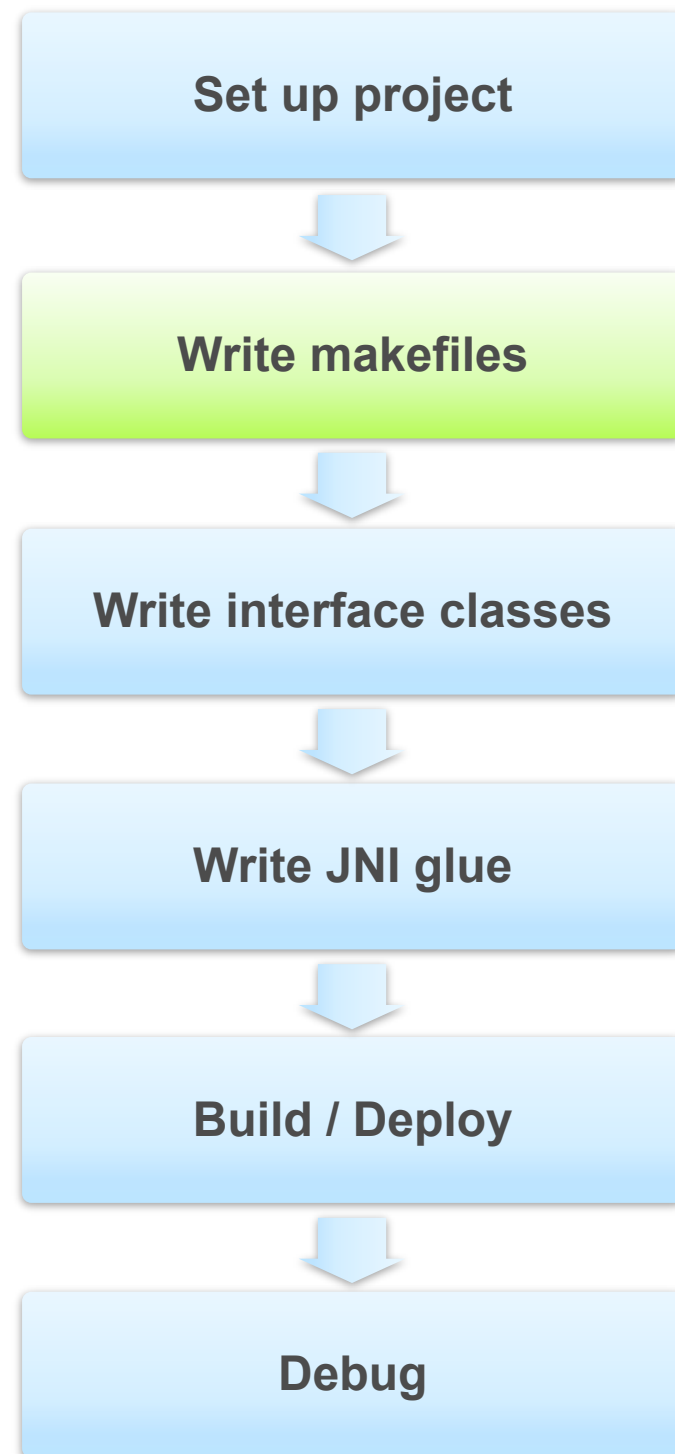 Set up project
Write makefiles
Write interface classes
Write JNI glue
Build / Deploy
Debug